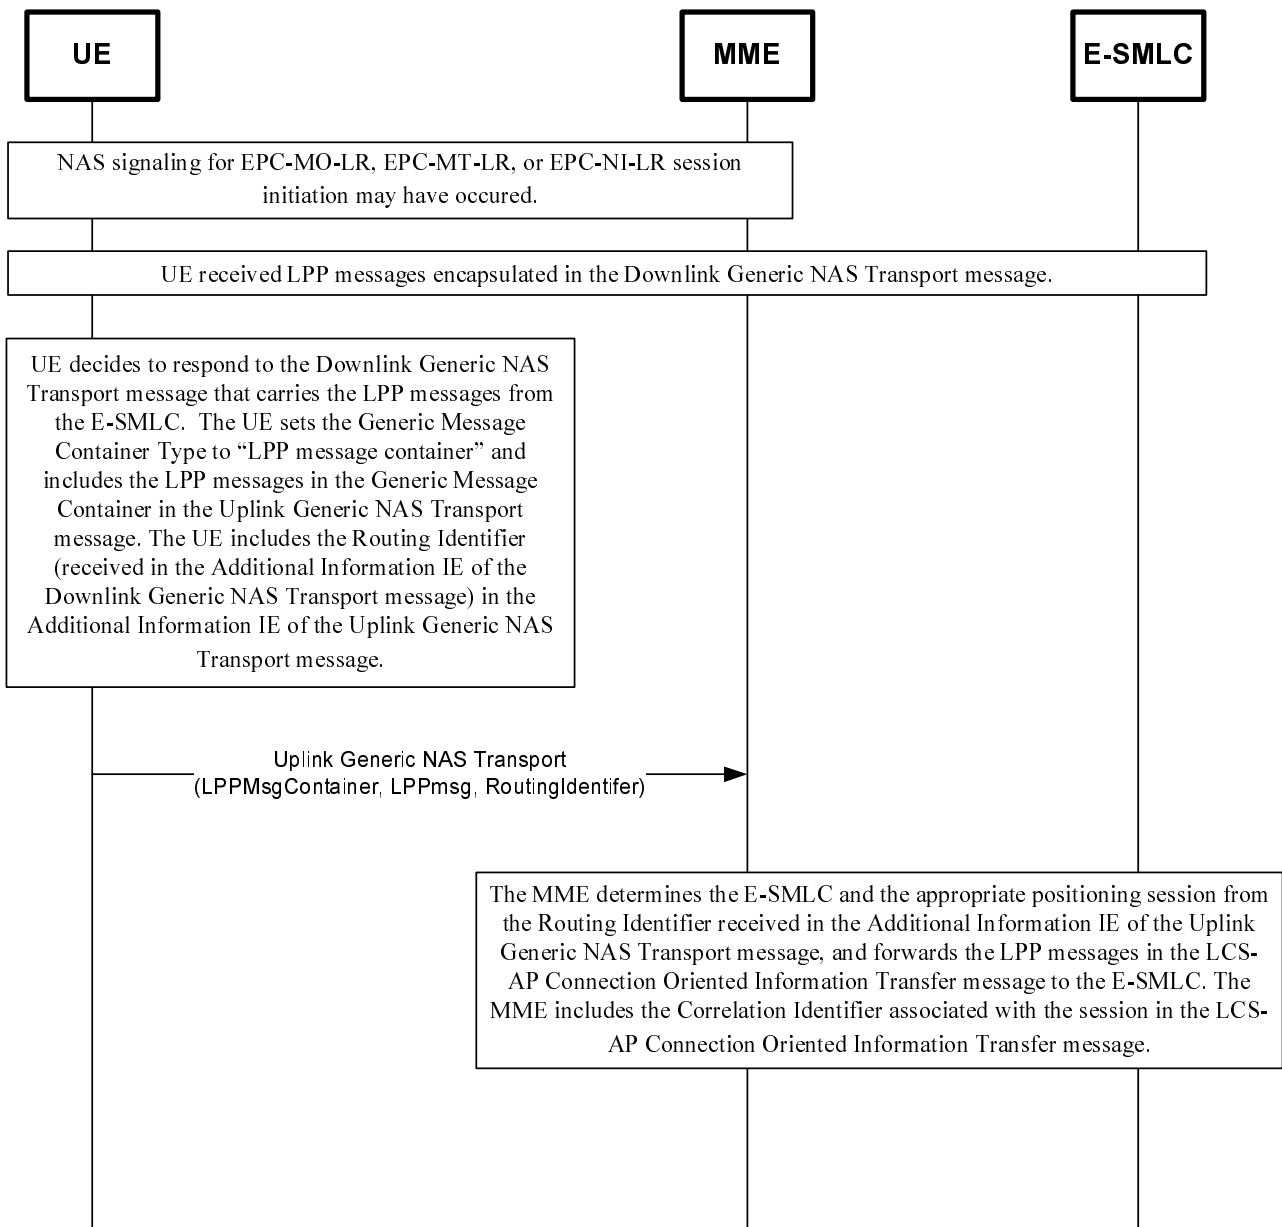 UE
MME
E-SMLC
NAS signaling for EPC-MO-LR, EPC-MT-LR, or EPC-NI-LR session
initiation may have occured.
UE received LPP messages encapsulated in the Downlink Generic NAS Transport message.
UE decides to respond to the Downlink Generic NAS
Transport message that carries the LPP messages from
the E-SMLC.  The UE sets the Generic Message
Container Type to “LPP message container” and
includes the LPP messages in the Generic Message
Container in the Uplink Generic NAS Transport
message. The UE includes the Routing Identifier
(received in the Additional Information IE of the
Downlink Generic NAS Transport message) in the
Additional Information IE of the Uplink Generic NAS
Transport message.
Uplink Generic NAS Transport
(LPPMsgContainer, LPPmsg, RoutingIdentifer)
The MME determines the E-SMLC and the appropriate positioning session from
the Routing Identifier received in the Additional Information IE of the Uplink
Generic NAS Transport message, and forwards the LPP messages in the LCS-
AP Connection Oriented Information Transfer message to the E-SMLC. The
MME includes the Correlation Identifier associated with the session in the LCS-
AP Connection Oriented Information Transfer message.